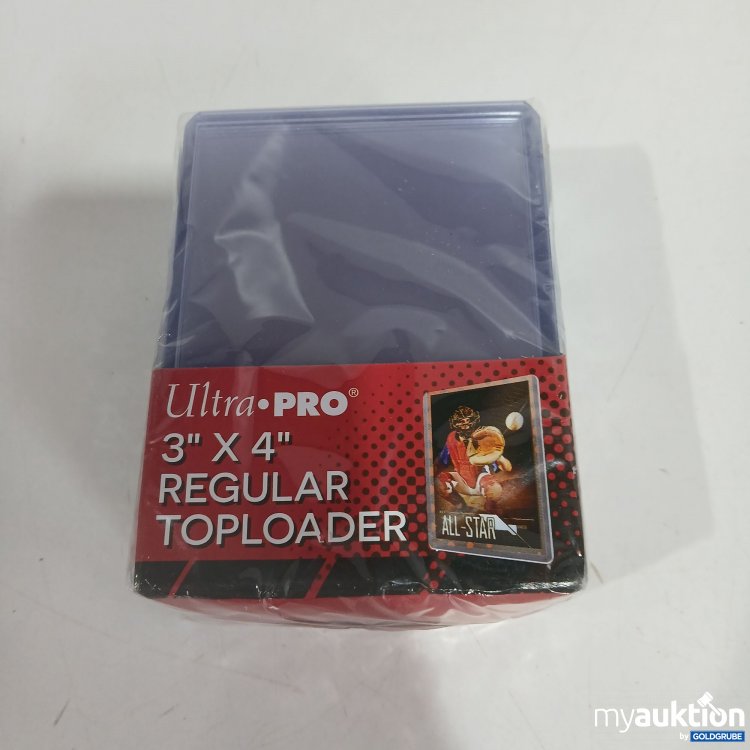 Ultra•PRO®
3" X 4"
REGULAR
TOPLOADER
ALL-STAR
myauktion
by GOLDGRUBE